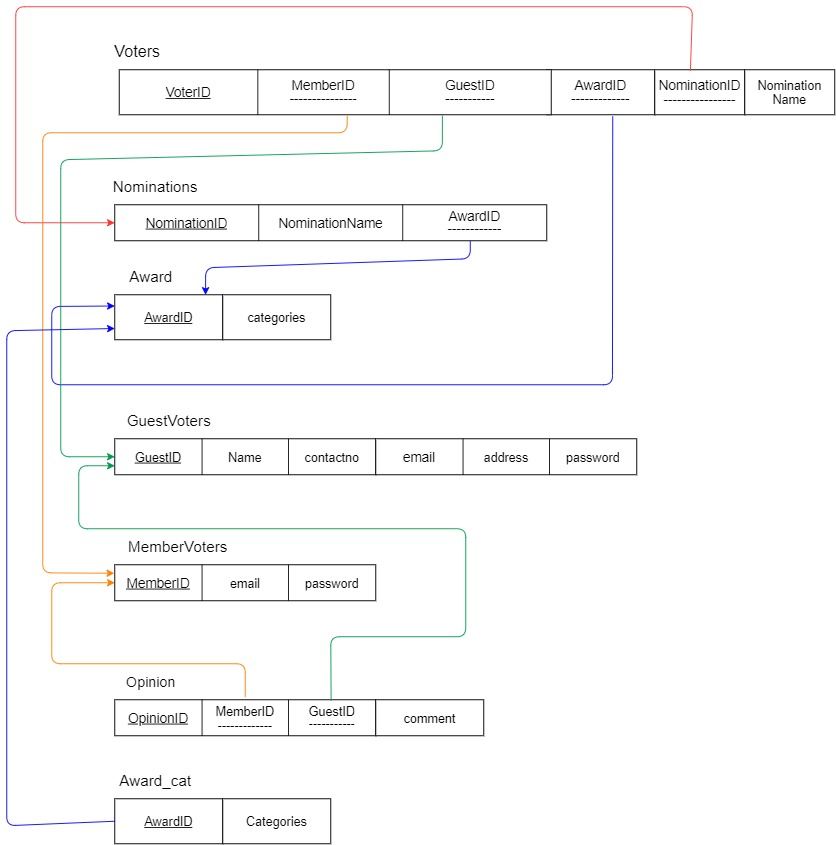 Voters
VoterID MemberID GuestID AwardID NominationID Nomination
Name
Nominations
NominationID NominationName AwardID
Award
AwardID categories
GuestVoters
GuestID Name contactno email address password
MemberVoters
MemberID email password
Opinion
OpinionID MemberID GuestID comment
Award_cat
AwardID Categories